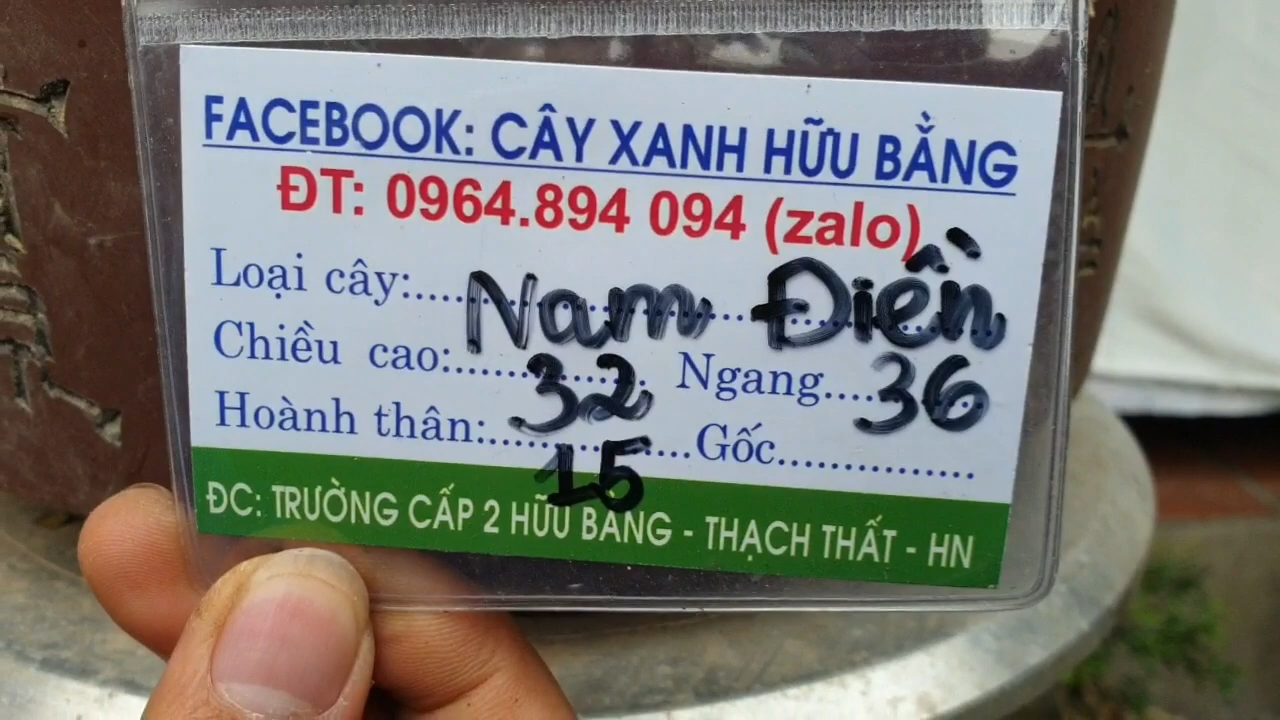 FACEBOOK: CÂY XANH HỮU BẰNG
ĐT: 0964.894 094 (zalo)
Loại cây:..... Nam Điền
Chiều cao:..... 32 Ngang..... 36
Hoành thân:..... 15 Gốc.....
ĐC: TRƯỜNG CẤP 2 HỮU BẰNG - THẠCH THẤT - HN